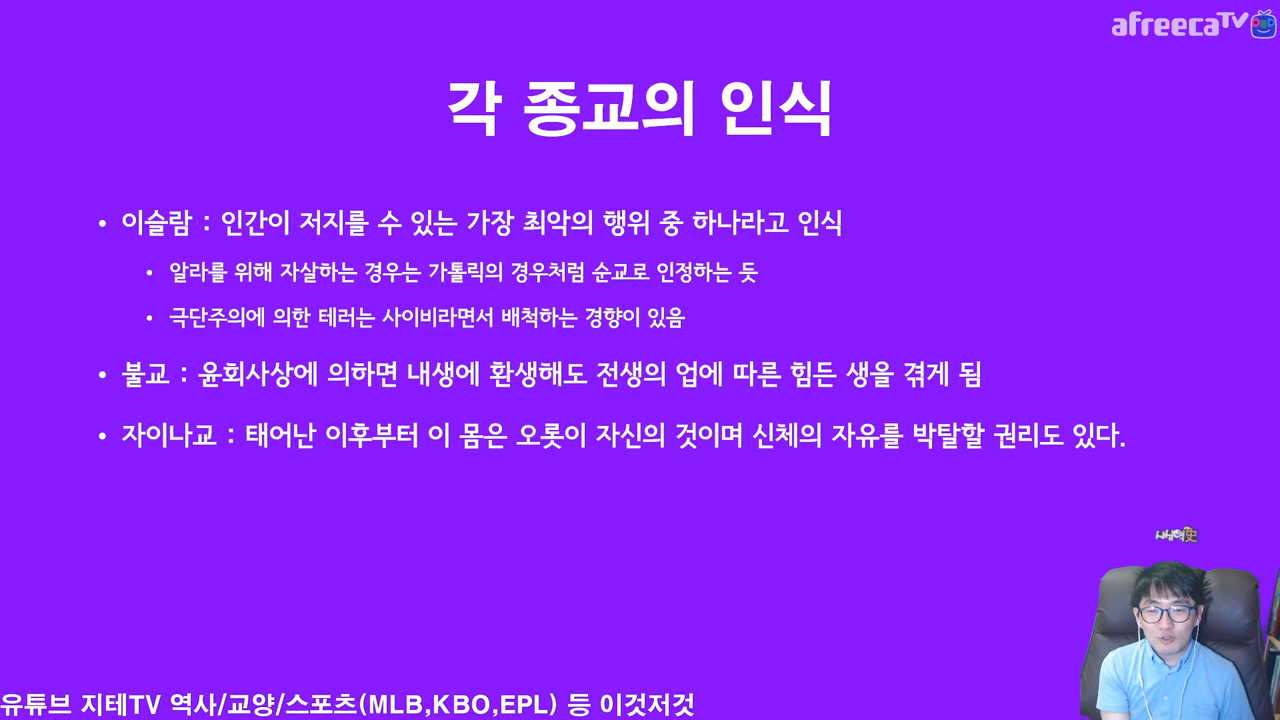 afreecaTV
각 종교의 인식
• 이슬람 : 인간이 저지를 수 있는 가장 최악의 행위 중 하나라고 인식
• 알라를 위해 자살하는 경우는 가톨릭의 경우처럼 순교로 인정하는 듯
• 극단주의에 의한 테러는 사이비라면서 배척하는 경향이 있음
• 불교 : 윤회사상에 의하면 내생에 환생해도 전생의 업에 따른 힘든 생을 겪게 됨
• 자이나교 : 태어난 이후부터 이 몸은 오롯이 자신의 것이며 신체의 자유를 박탈할 권리도 있다.
유튜브 지테TV 역사/교양/스포츠(MLB,KBO,EPL) 등 이것저것